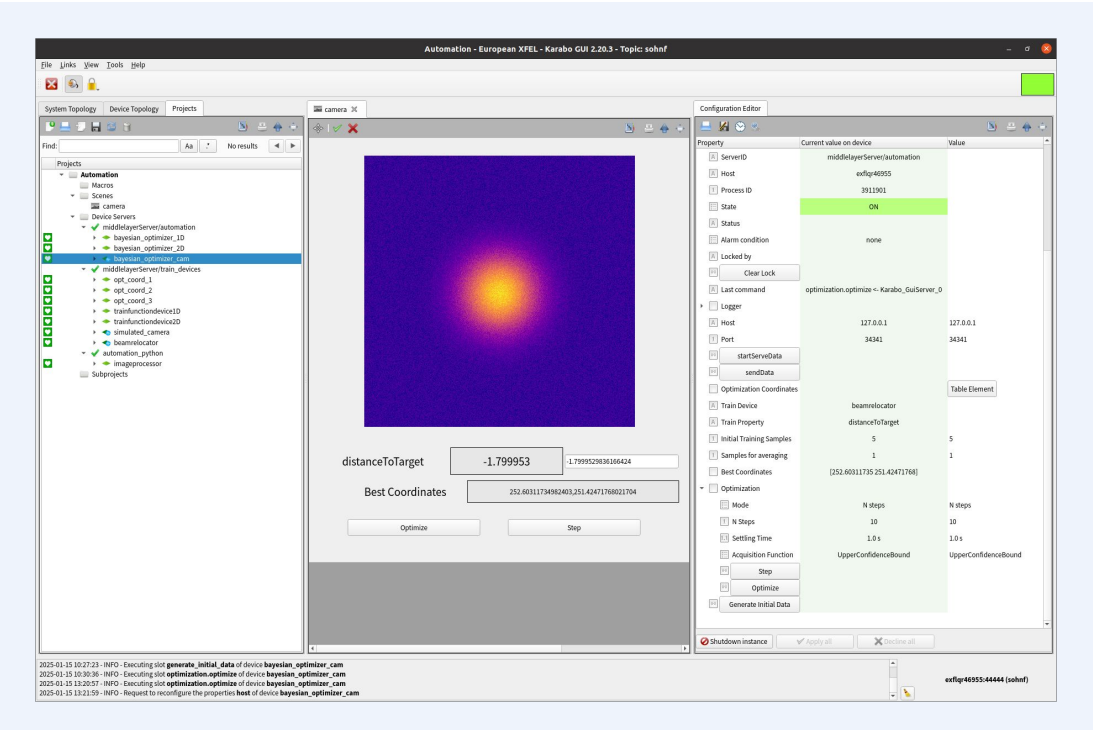 Automation - European XFEL - Karabo GUI 2.20.3 - Topic: sohnf
File Links View Tools Help
System Topology Device Topology Projects
Find: Aa .* No results
Projects
Automation
Macros
Scenes
camera
Device Servers
middlelayerServer/automation
bayesian_optimizer_1D
bayesian_optimizer_2D
bayesian_optimizer_cam
middlelayerServer/train_devices
opt_coord_1
opt_coord_2
opt_coord_3
trainfunctiondevice1D
trainfunctiondevice2D
simulated_camera
beamrelocator
automation_python
imageprocessor
Subprojects
camera
distanceToTarget -1.799953 -1.7999529836166424
Best Coordinates 252.60311734982403,251.42471768021704
Optimize Step
Configuration Editor
Property Current value on device Value
ServerID middlelayerServer/automation
Host exflqr46955
Process ID 3911901
State ON
Status
Alarm condition none
Locked by
Clear Lock
Last command optimization.optimize <- Karabo_GuiServer_0
Logger
Host 127.0.0.1 127.0.0.1
Port 34341 34341
startServeData
sendData
Optimization Coordinates Table Element
Train Device beamrelocator
Train Property distanceToTarget
Initial Training Samples 5 5
Samples for averaging 1 1
Best Coordinates [252.60311735 251.42471768]
Optimization
Mode N steps N steps
N Steps 10 10
Settling Time 1.0 s 1.0 s
Acquisition Function UpperConfidenceBound UpperConfidenceBound
Step
Optimize
Generate Initial Data
Shutdown instance Apply all Decline all
2025-01-15 10:27:23 - INFO - Executing slot generate_initial_data of device bayesian_optimizer_cam
2025-01-15 10:30:36 - INFO - Executing slot optimization.optimize of device bayesian_optimizer_cam
2025-01-15 13:20:57 - INFO - Executing slot optimization.optimize of device bayesian_optimizer_cam
2025-01-15 13:21:59 - INFO - Request to reconfigure the properties host of device bayesian_optimizer_cam
exflqr46955:44444 (sohnf)